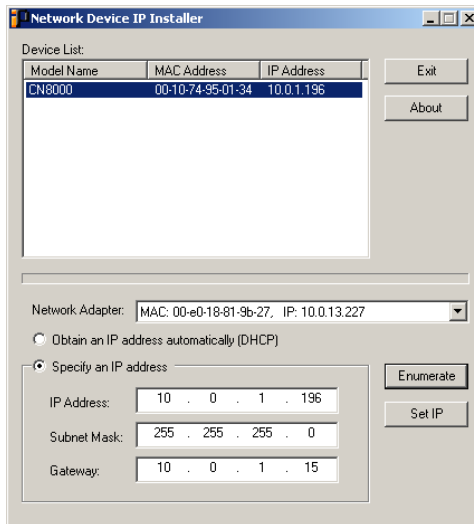 Network Device IP Installer
Device List:
Model Name MAC Address IP Address
CN8000 00-10-74-95-01-34 10.0.1.196
Exit
About
Network Adapter: MAC: 00-e0-18-81-9b-27, IP: 10.0.13.227
Obtain an IP address automatically (DHCP)
Specify an IP address
IP Address: 10 . 0 . 1 . 196
Subnet Mask: 255 . 255 . 255 . 0
Gateway: 10 . 0 . 1 . 15
Enumerate
Set IP